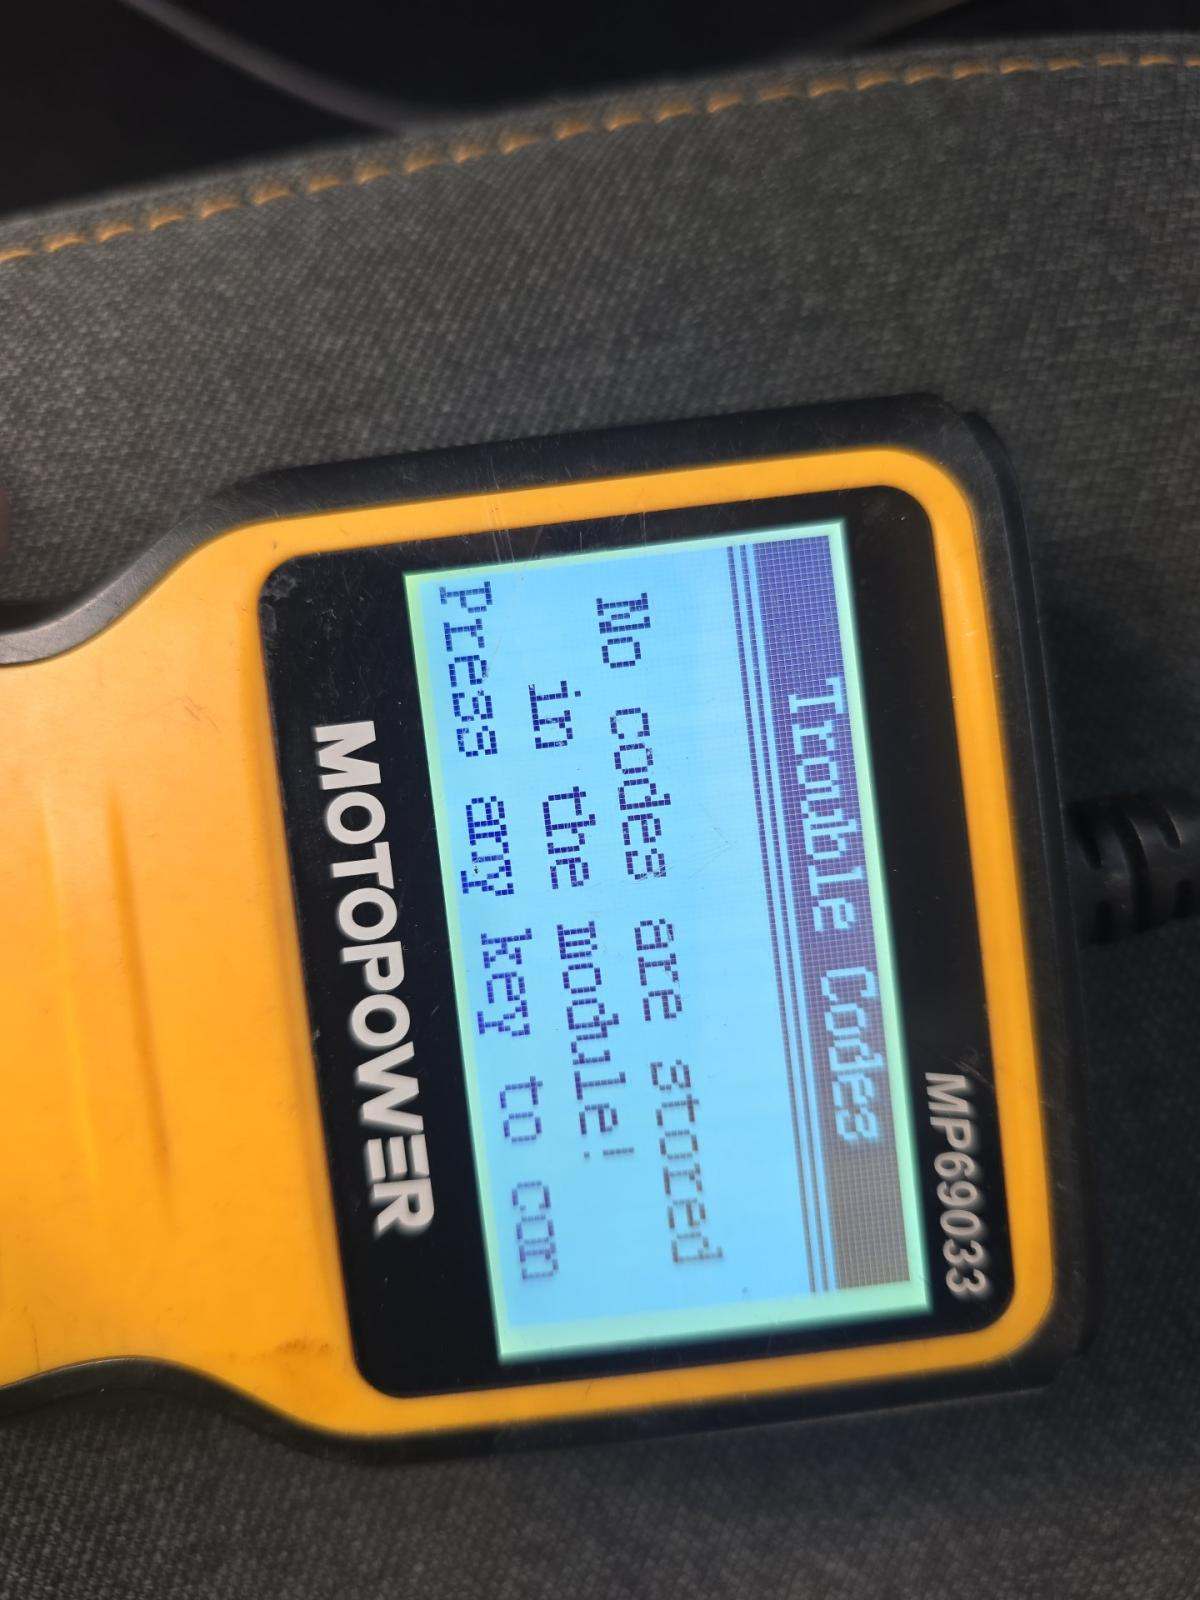 MP69033
Trouble Codes
No codes are stored
in the module!
Press any key to con
MOTOPOWER